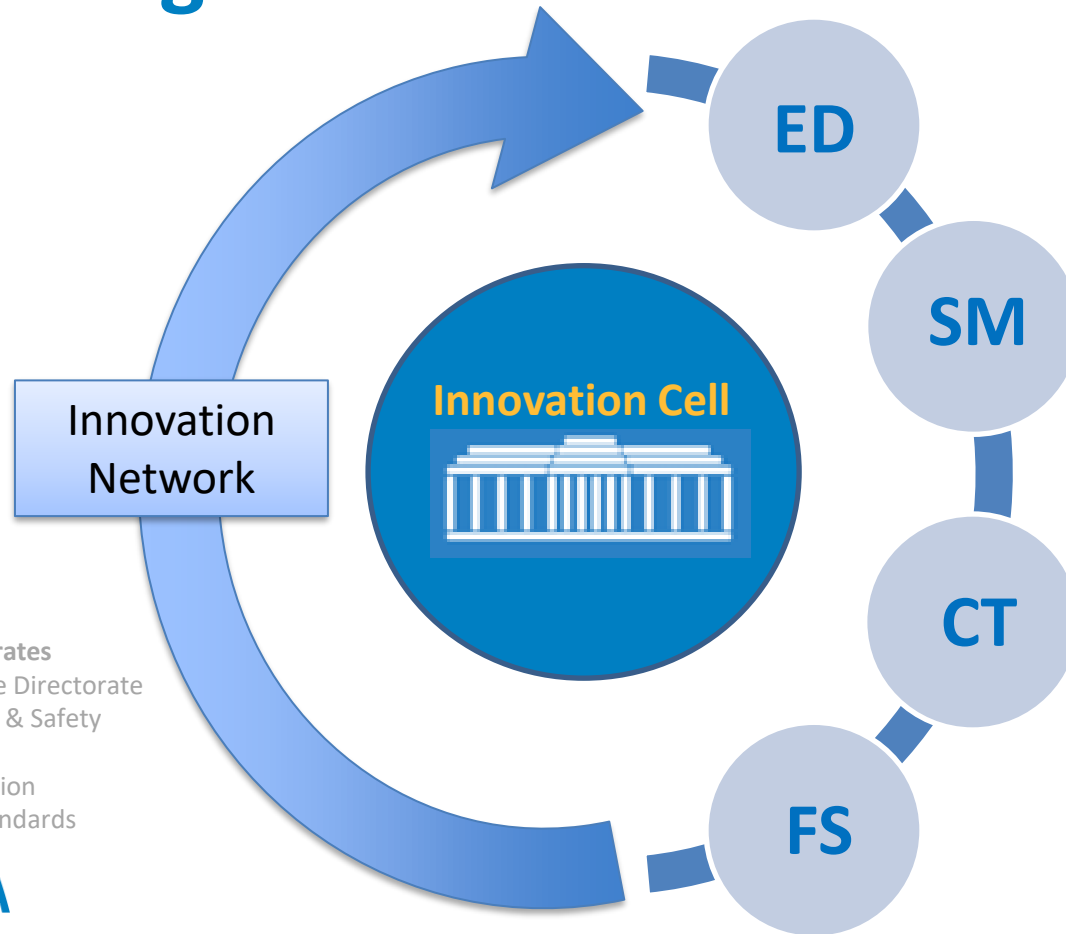 g
ED
SM
Innovation Cell
Innovation
Network
CT
rates
e Directorate
& Safety
ion
ndards
FS
A